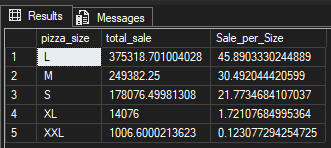 Results Messages
pizza_size total_sale Sale_per_Size
1 L 375318.701004028 45.8903330244889
2 M 249382.25 30.492044420599
3 S 178076.49981308 21.7734684107037
4 XL 14076 1.72107684995364
5 XXL 1006.6000213623 0.123077294254725